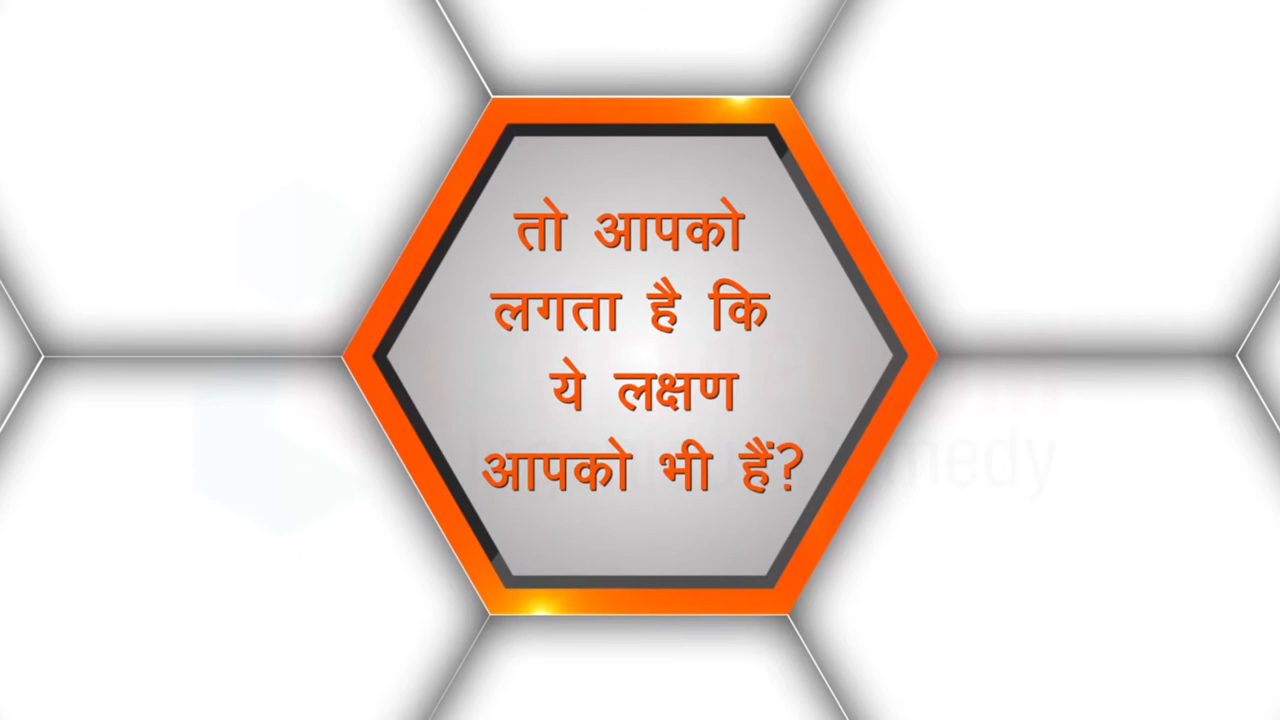 तो आपको
लगता है कि
ये लक्षण
आपको भी हैं?